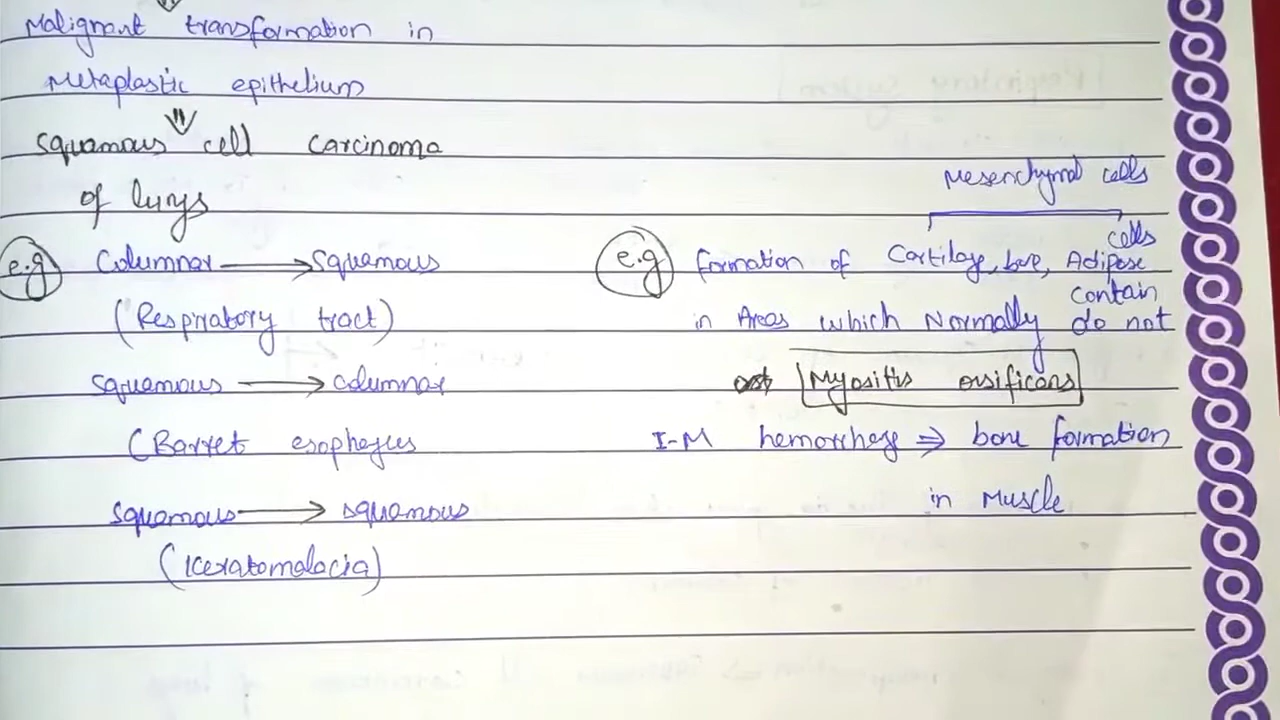 Malignant transformation in
Metaplastic epithelium
squamous cell carcinoma
of lungs
e.g columnar → squamous
(Respiratory tract)
squamous → columnar
(Barret esophagus
squamous → squamous
(Keratomalacia)
Mesenchymal cells
e.g formation of Cartilage, bone, Adipose cells
in Areas which Normally do not contain
Myositis ossificans
I-M hemorrhage ⇒ bone formation
in Muscle